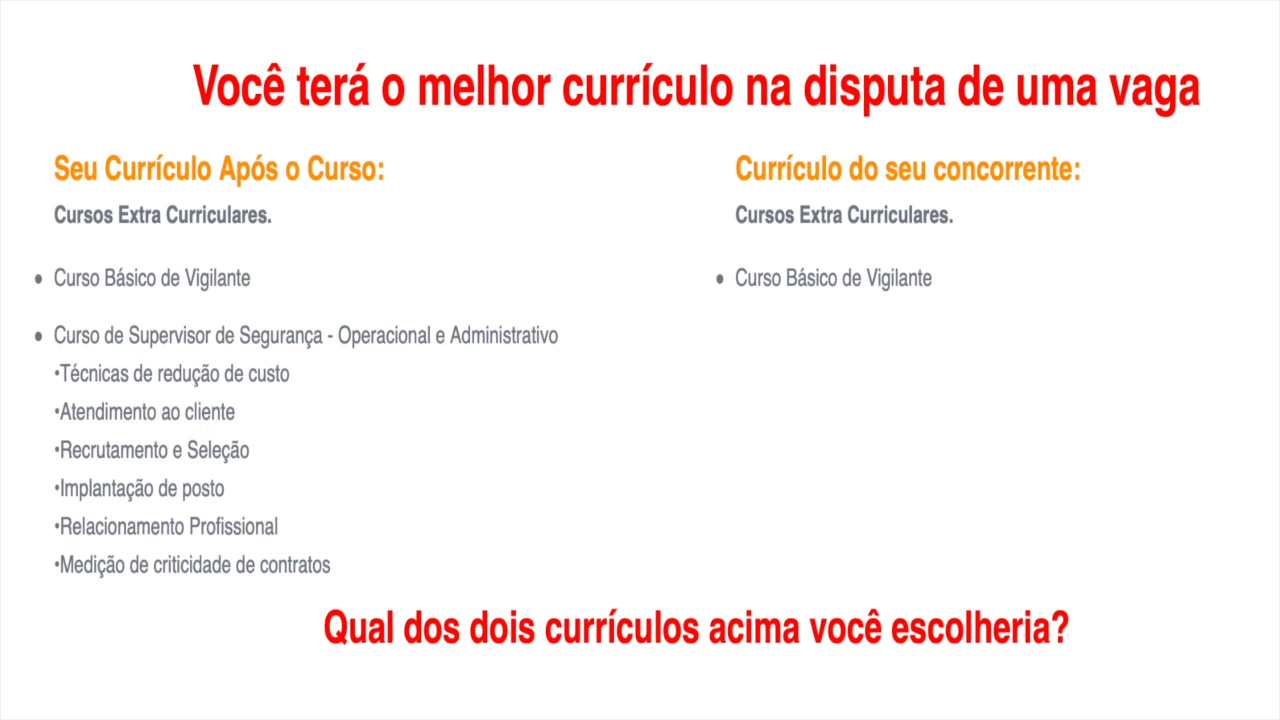 Você terá o melhor currículo na disputa de uma vaga
Seu Currículo Após o Curso:
Cursos Extra Curriculares.
• Curso Básico de Vigilante
• Curso de Supervisor de Segurança - Operacional e Administrativo
•Técnicas de redução de custo
•Atendimento ao cliente
•Recrutamento e Seleção
•Implantação de posto
•Relacionamento Profissional
•Medição de criticidade de contratos
Currículo do seu concorrente:
Cursos Extra Curriculares.
• Curso Básico de Vigilante
Qual dos dois currículos acima você escolheria?